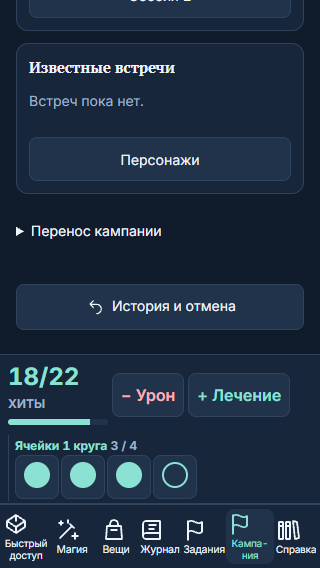 Известные встречи
Встреч пока нет.
Персонажи
▶ Перенос кампании
История и отмена
18/22
ХИТЫ
− Урон
+ Лечение
Ячейки 1 круга 3 / 4
Быстрый
доступ
Магия
Вещи
Журнал
Задания
Кампа-
ния
Справка